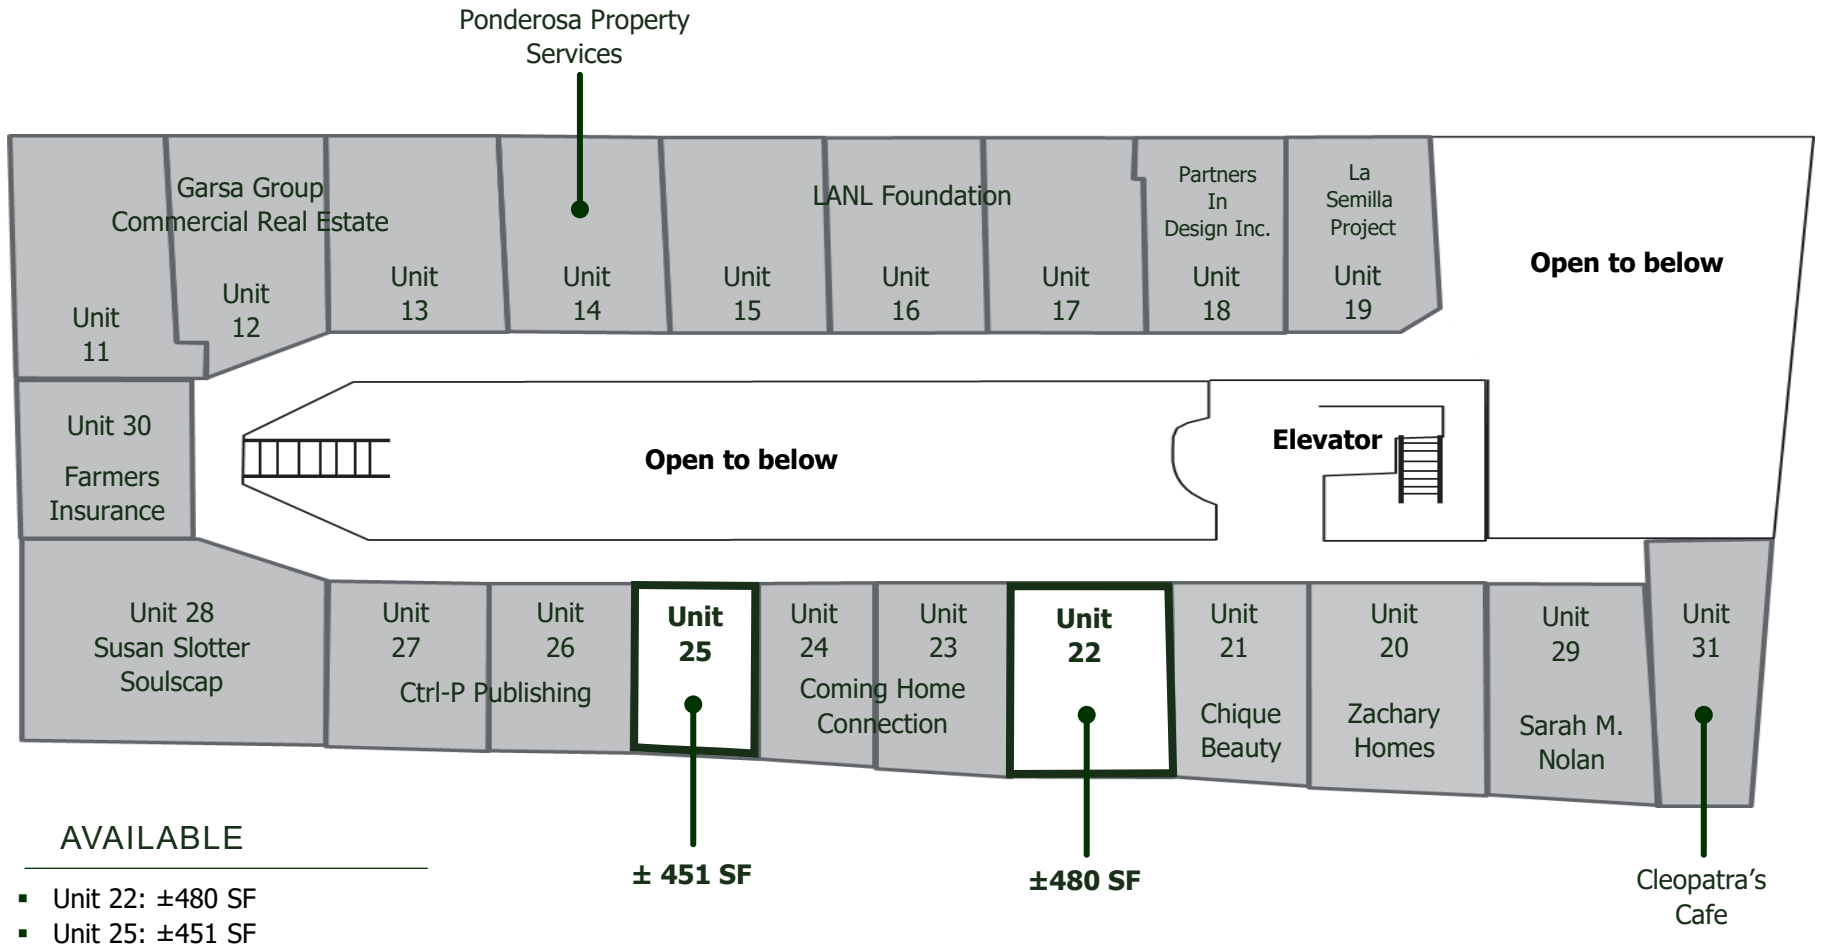 Ponderosa Property
Services
Garsa Group
Commercial Real Estate
LANL Foundation
Partners
In
Design Inc.
La
Semilla
Project
Unit
11
Unit
12
Unit
13
Unit
14
Unit
15
Unit
16
Unit
17
Unit
18
Unit
19
Open to below
Unit 30
Farmers
Insurance
Open to below
Elevator
Unit 28
Susan Slotter
Soulscap
Unit
27
Unit
26
Ctrl-P Publishing
Unit
25
Unit
24
Unit
23
Coming Home
Connection
Unit
22
Unit
21
Chique
Beauty
Unit
20
Zachary
Homes
Unit
29
Sarah M.
Nolan
Unit
31
± 451 SF
±480 SF
Cleopatra’s
Cafe
AVAILABLE
▪ Unit 22: ±480 SF
▪ Unit 25: ±451 SF